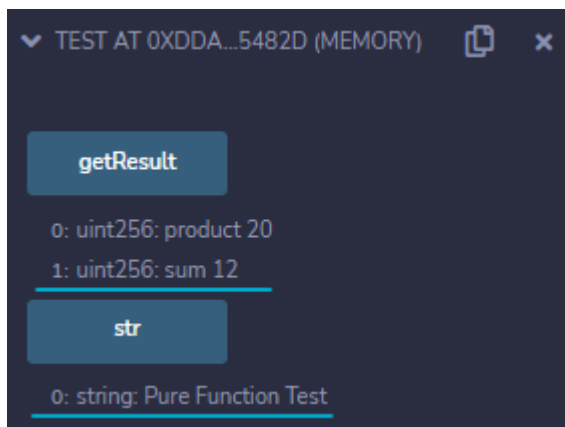 TEST AT 0XDDA...5482D (MEMORY)
getResult
0: uint256: product 20
1: uint256: sum 12
str
0: string: Pure Function Test